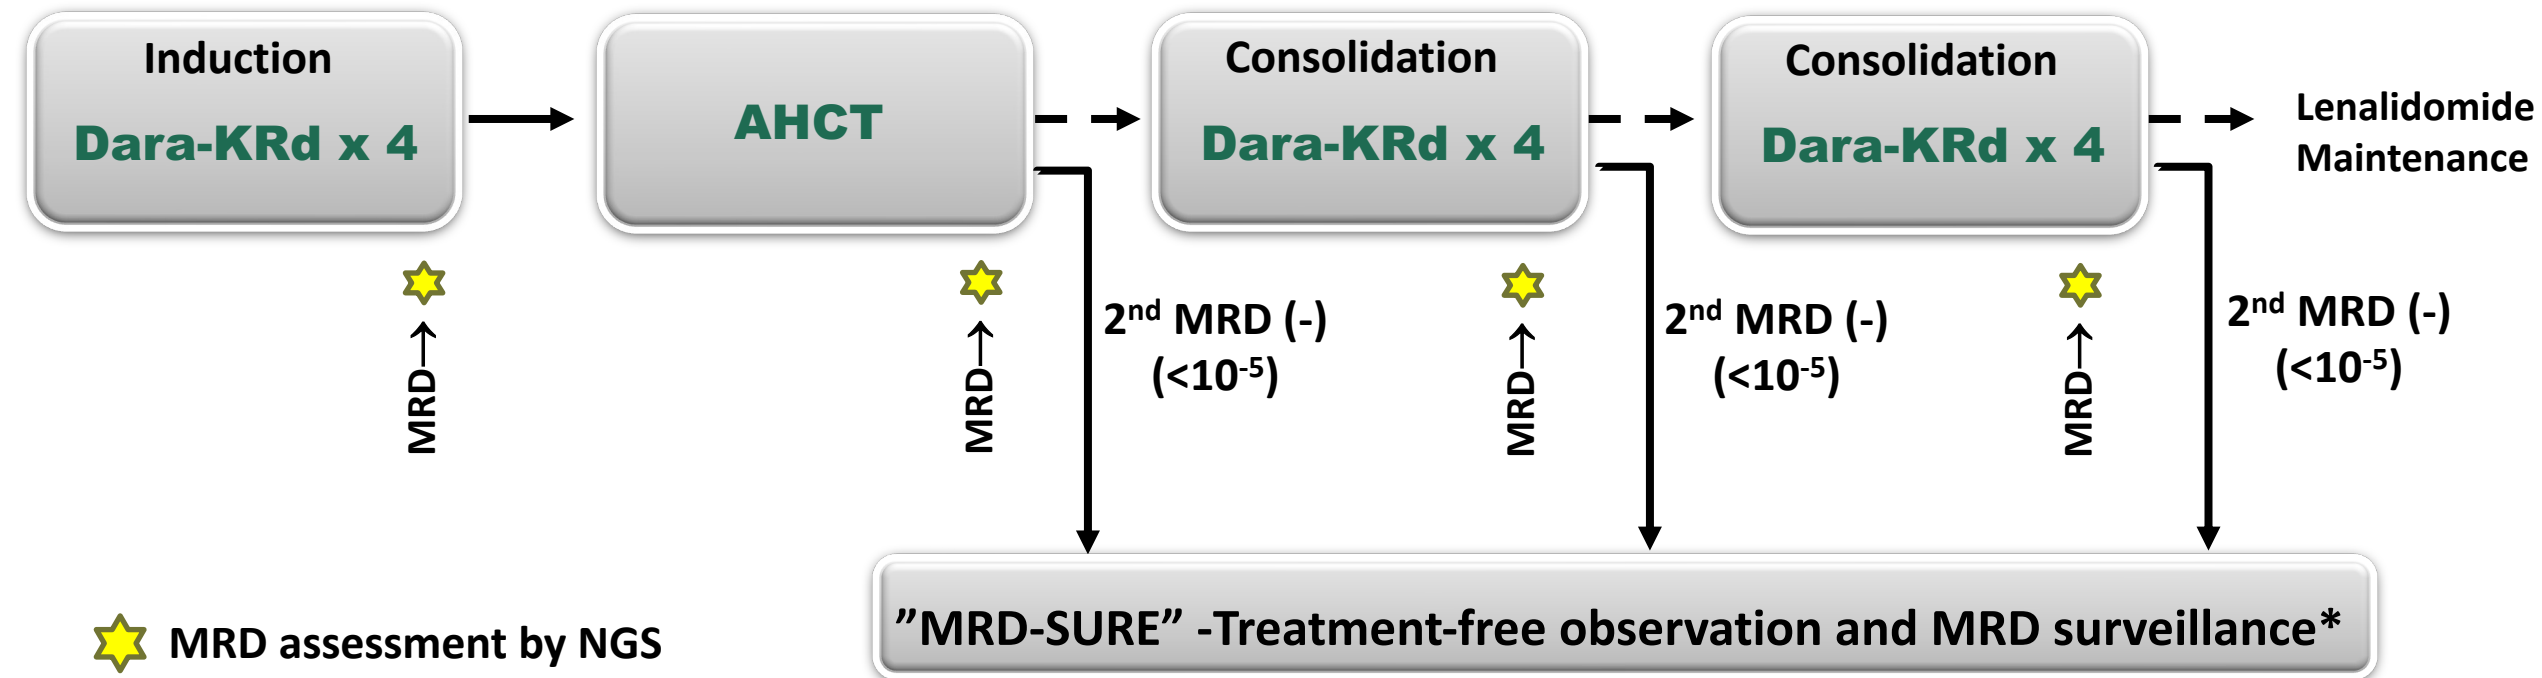 Induction
Dara-KRd x 4
AHCT
Consolidation
Dara-KRd x 4
Consolidation
Dara-KRd x 4
Lenalidomide
Maintenance
MRD
MRD
2nd MRD (-)
(<10-5)
MRD
2nd MRD (-)
(<10-5)
MRD
2nd MRD (-)
(<10-5)
”MRD-SURE” -Treatment-free observation and MRD surveillance*
MRD assessment by NGS